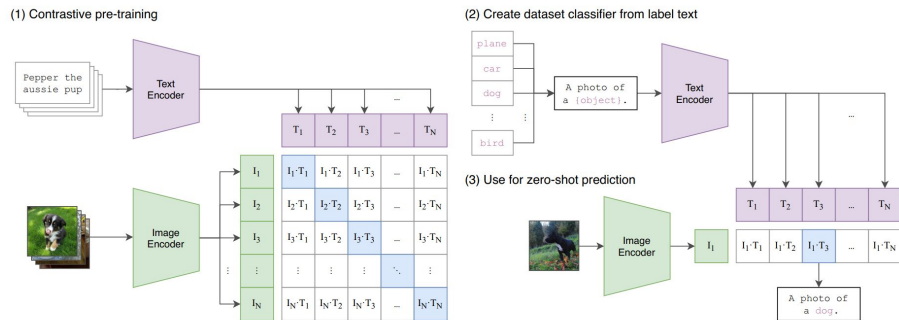 (1) Contrastive pre-training
Pepper the
aussie pup
Text
Encoder
...
T1 T2 T3 ... TN
I1 I1·T1 I1·T2 I1·T3 ... I1·TN
I2 I2·T1 I2·T2 I2·T3 ... I2·TN
Image
Encoder
I3 I3·T1 I3·T2 I3·T3 ... I3·TN
⋮ ⋮ ⋮ ⋮ ⋱ ⋮
IN IN·T1 IN·T2 IN·T3 ... IN·TN
(2) Create dataset classifier from label text
plane
car
dog
⋮ ⋮
bird
A photo of
a {object}.
Text
Encoder
...
(3) Use for zero-shot prediction
T1 T2 T3 ... TN
Image
Encoder
I1 I1·T1 I1·T2 I1·T3 ... I1·TN
A photo of
a dog.